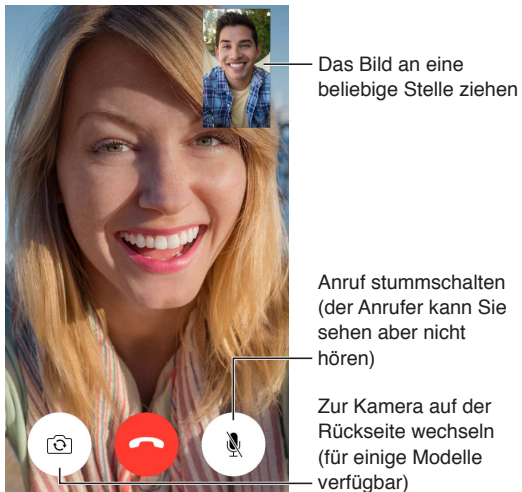 Das Bild an eine
beliebige Stelle ziehen
Anruf stummschalten
(der Anrufer kann Sie
sehen aber nicht
hören)
Zur Kamera auf der
Rückseite wechseln
(für einige Modelle
verfügbar)